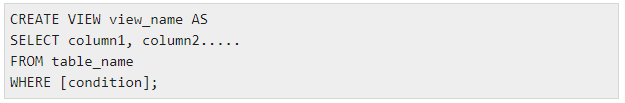 CREATE VIEW view_name AS
SELECT column1, column2.....
FROM table_name
WHERE [condition];